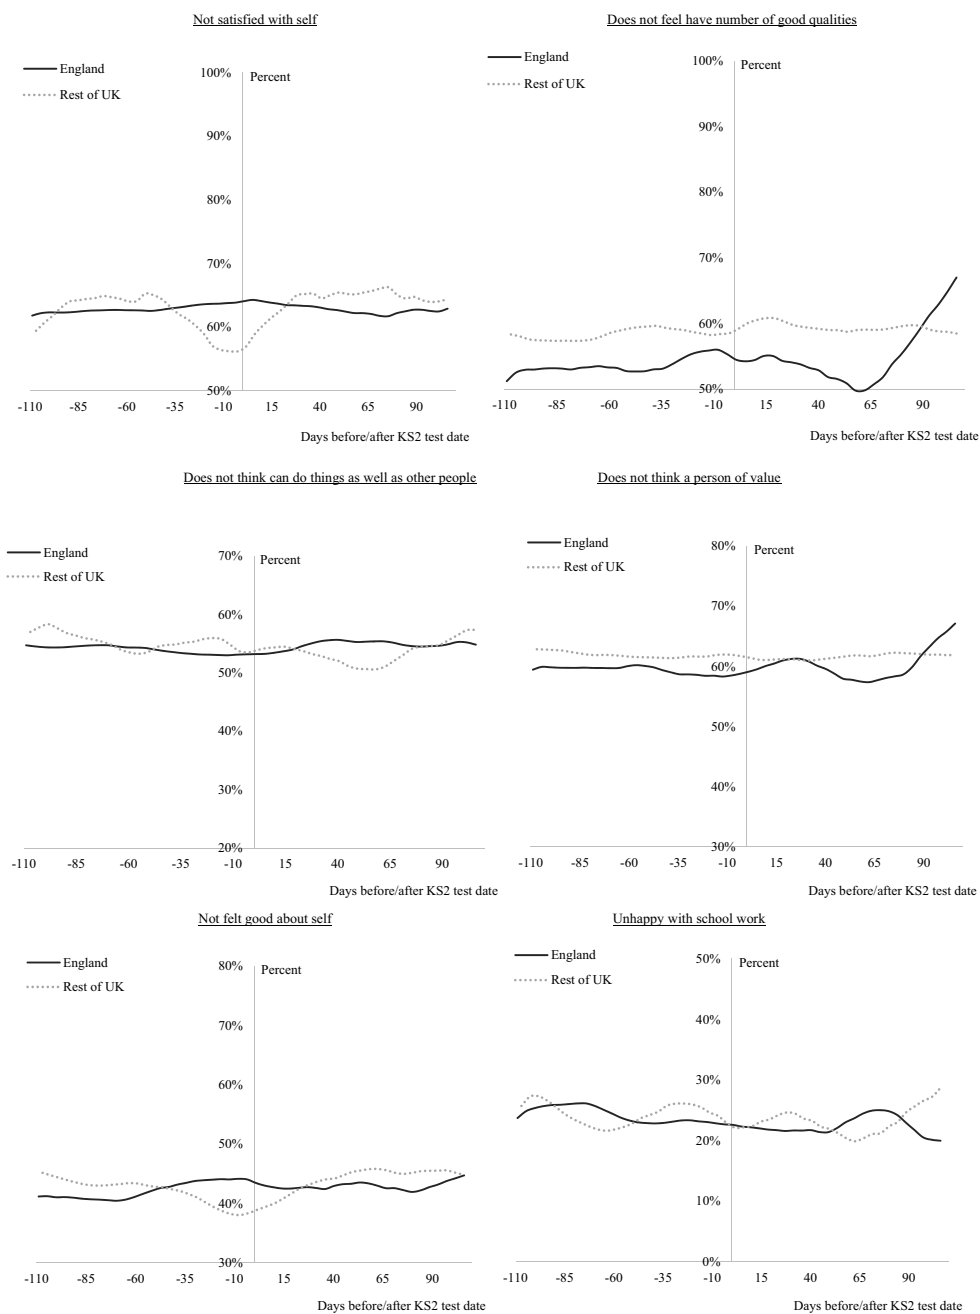 Not satisfied with self
England
Rest of UK
Percent
100%
90%
80%
70%
60%
50%
-110 -85 -60 -35 -10 15 40 65 90
Days before/after KS2 test date
Does not feel have number of good qualities
England
Rest of UK
Percent
100%
90%
80%
70%
60%
50%
-110 -85 -60 -35 -10 15 40 65 90
Days before/after KS2 test date
Does not think can do things as well as other people
England
Rest of UK
Percent
70%
60%
50%
40%
30%
20%
-110 -85 -60 -35 -10 15 40 65 90
Days before/after KS2 test date
Does not think a person of value
England
Rest of UK
Percent
80%
70%
60%
50%
40%
30%
-110 -85 -60 -35 -10 15 40 65 90
Days before/after KS2 test date
Not felt good about self
England
Rest of UK
Percent
80%
70%
60%
50%
40%
30%
-110 -85 -60 -35 -10 15 40 65 90
Days before/after KS2 test date
Unhappy with school work
England
Rest of UK
Percent
50%
40%
30%
20%
10%
0%
-110 -85 -60 -35 -10 15 40 65 90
Days before/after KS2 test date